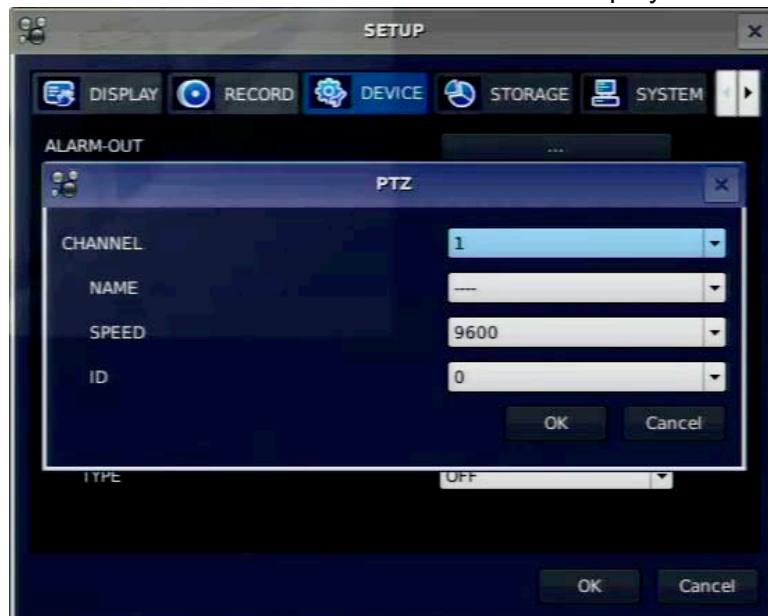 SETUP
DISPLAY RECORD DEVICE STORAGE SYSTEM
ALARM-OUT ...
PTZ
CHANNEL 1
NAME ----
SPEED 9600
ID 0
OK Cancel
TYPE OFF
OK Cancel